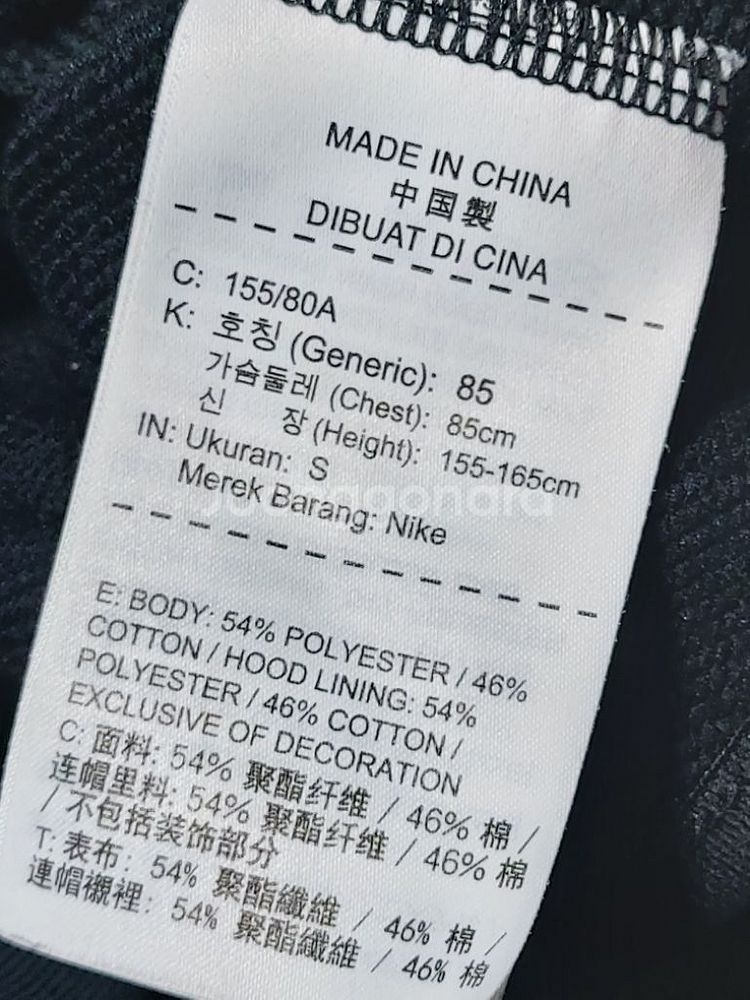 MADE IN CHINA
中国製
DIBUAT DI CINA
C: 155/80A
K: 호칭 (Generic): 85
가슴둘레 (Chest): 85cm
신 장 (Height): 155-165cm
IN: Ukuran: S
Merek Barang: Nike
E: BODY: 54% POLYESTER / 46%
COTTON / HOOD LINING: 54%
POLYESTER / 46% COTTON /
EXCLUSIVE OF DECORATION
C: 面料: 54% 聚酯纤维 / 46% 棉 /
连帽里料: 54% 聚酯纤维 / 46% 棉
/ 不包括装饰部分
T: 表布: 54% 聚酯纖維 / 46% 棉 /
連帽襯裡: 54% 聚酯纖維 / 46% 棉